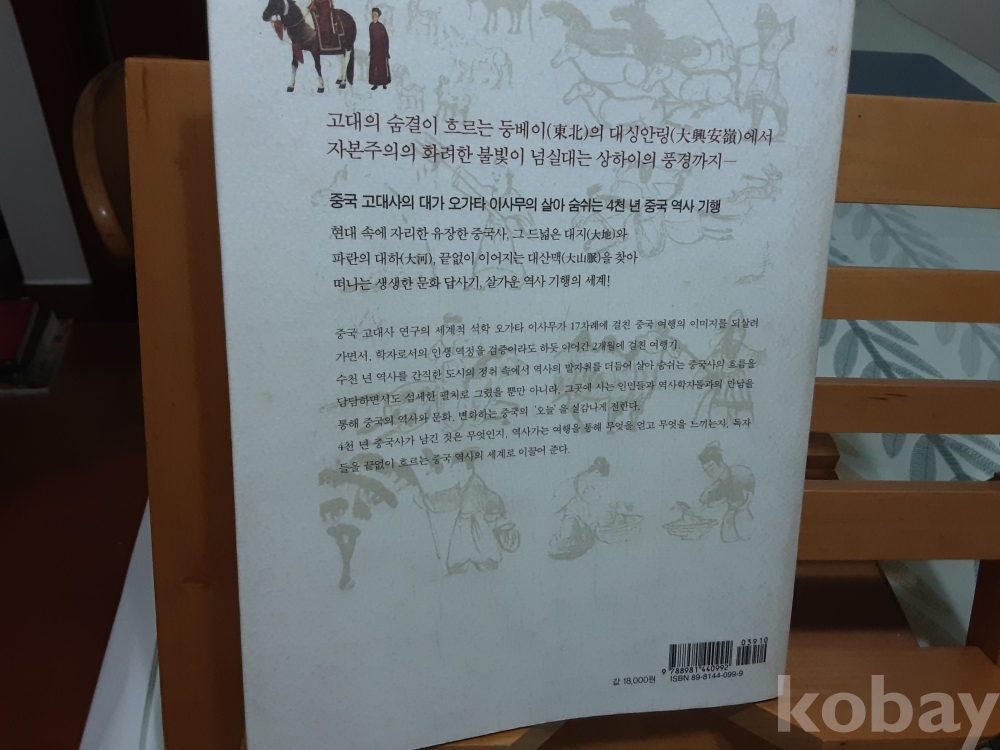 고대의 숨결이 흐르는 둥베이(東北)의 대싱안링(大興安嶺)에서
자본주의의 화려한 불빛이 넘실대는 상하이의 풍경까지—
중국 고대사의 대가 오가타 이사무의 살아 숨쉬는 4천 년 중국 역사 기행
현대 속에 자리한 유장한 중국사, 그 드넓은 대지(大地)와
파란의 대하(大河), 끝없이 이어지는 대산맥(大山脈)을 찾아
떠나는 생생한 문화 답사기, 살가운 역사 기행의 세계!
중국 고대사 연구의 세계적 석학 오가타 이사무가 17차례에 걸친 중국 여행의 이미지를 되살려
가면서, 학자로서의 인생 역정을 검증이라도 하듯 이어간 2개월에 걸친 여행기.
수천 년 역사를 간직한 도시의 정취 속에서 역사의 발자취를 더듬어 살아 숨쉬는 중국사의 흐름을
담담하면서도 섬세한 필치로 그렸을 뿐만 아니라, 그곳에 사는 인민들과 역사학자들과의 만남을
통해 중국의 역사와 문화, 변화하는 중국의 '오늘'을 실감나게 전한다.
4천 년 중국사가 남긴 것은 무엇인지, 역사가는 여행을 통해 무엇을 얻고 무엇을 느끼는지, 독자
들을 끝없이 흐르는 중국 역사의 세계로 이끌어 준다.
03910
9 788981 440992
값 18,000원 ISBN 89-8144-099-9
kobay